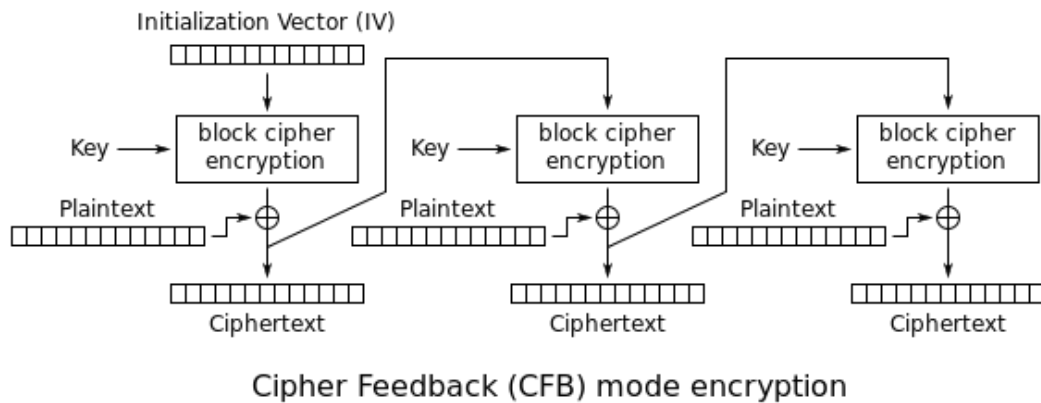 Initialization Vector (IV)
Key
block cipher
encryption
Key
block cipher
encryption
Key
block cipher
encryption
Plaintext
Plaintext
Plaintext
Ciphertext
Ciphertext
Ciphertext
Cipher Feedback (CFB) mode encryption